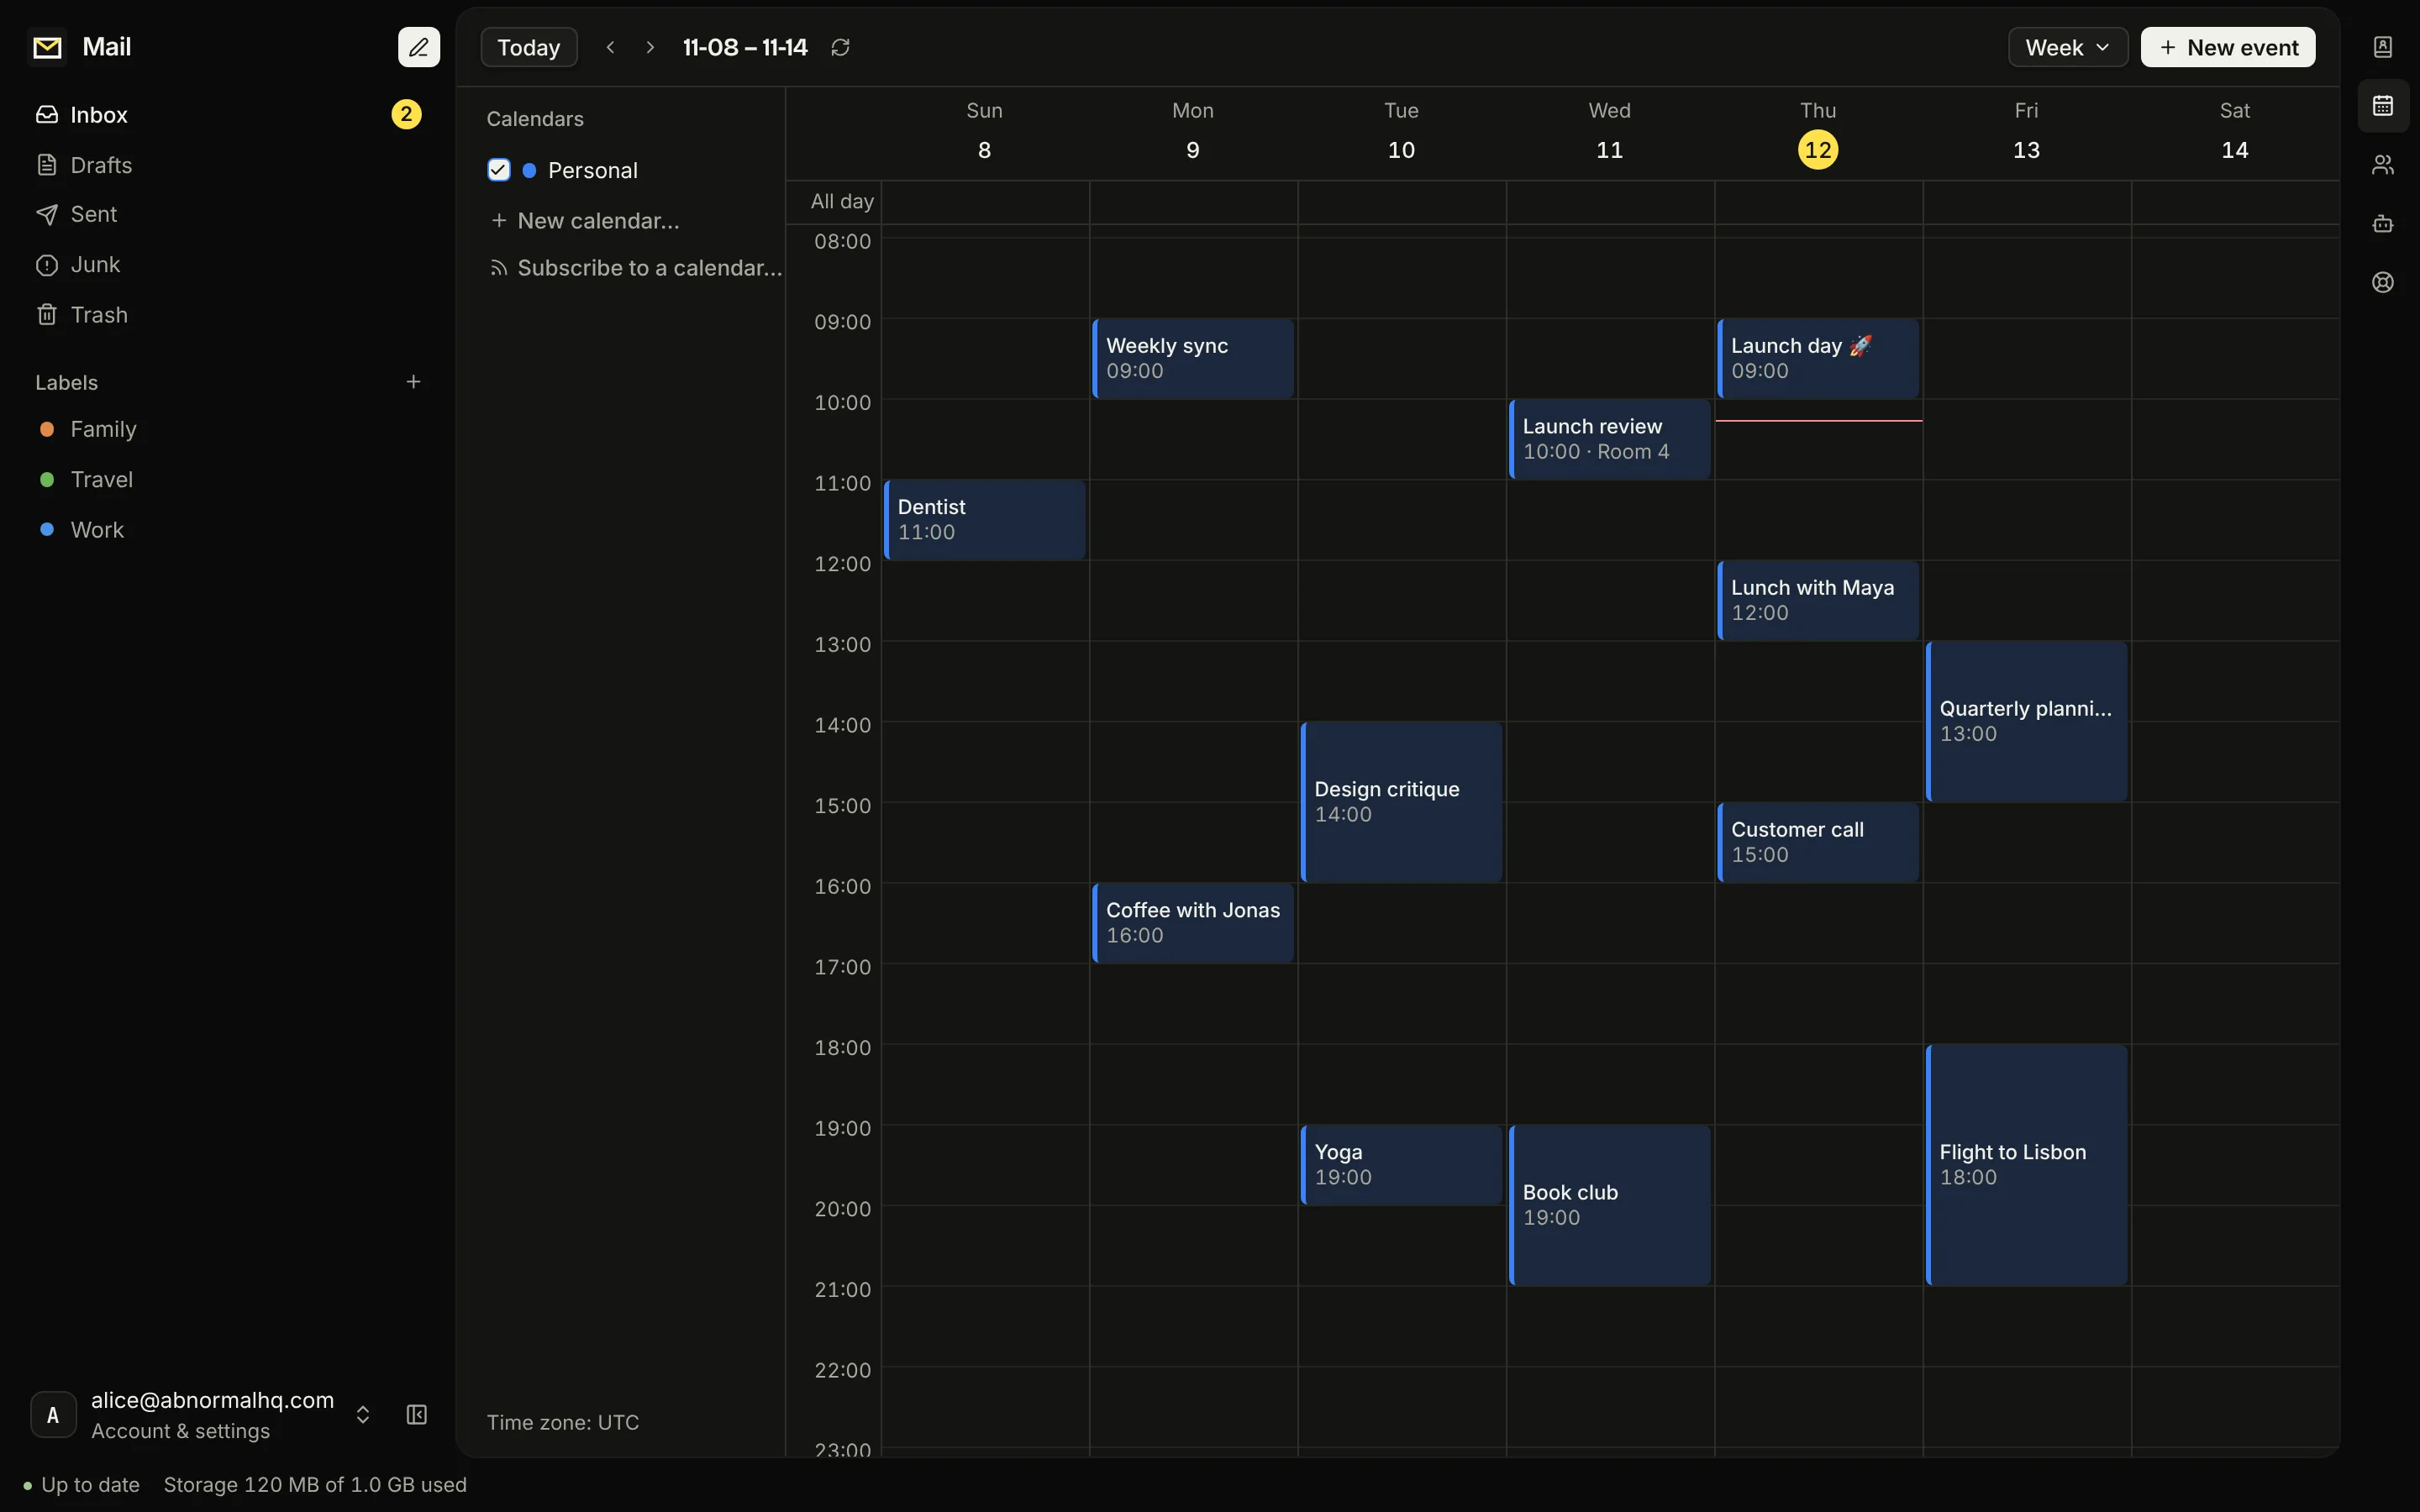 Mail
Inbox 2
Drafts
Sent
Junk
Trash
Labels
Family
Travel
Work
alice@abnormalhq.com
A
Account & settings
Up to date Storage 120 MB of 1.0 GB used
Today 11-08 – 11-14 Week New event
Calendars
Personal
New calendar...
Subscribe to a calendar...
Time zone: UTC
Sun Mon Tue Wed Thu Fri Sat
8 9 10 11 12 13 14
All day
08:00
09:00
Weekly sync
09:00
Launch day 🚀
09:00
10:00
Launch review
10:00 · Room 4
11:00
Dentist
11:00
12:00
Lunch with Maya
12:00
13:00
Quarterly planni...
13:00
14:00
Design critique
14:00
15:00
Customer call
15:00
16:00
Coffee with Jonas
16:00
17:00
18:00
Flight to Lisbon
18:00
19:00
Yoga
19:00
Book club
19:00
20:00
21:00
22:00
23:00